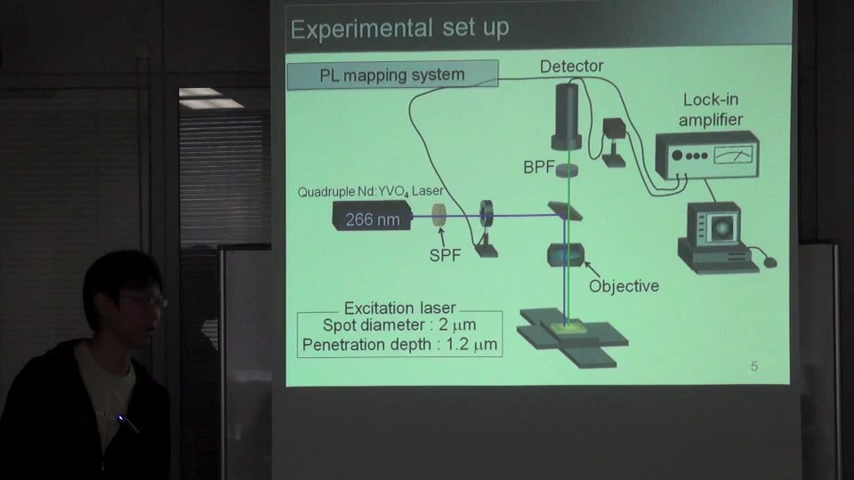 Experimental set up
PL mapping system
Detector
Lock-in
amplifier
BPF
Quadruple Nd:YVO₄ Laser
266 nm
SPF
Objective
Excitation laser
Spot diameter : 2 μm
Penetration depth : 1.2 μm
5